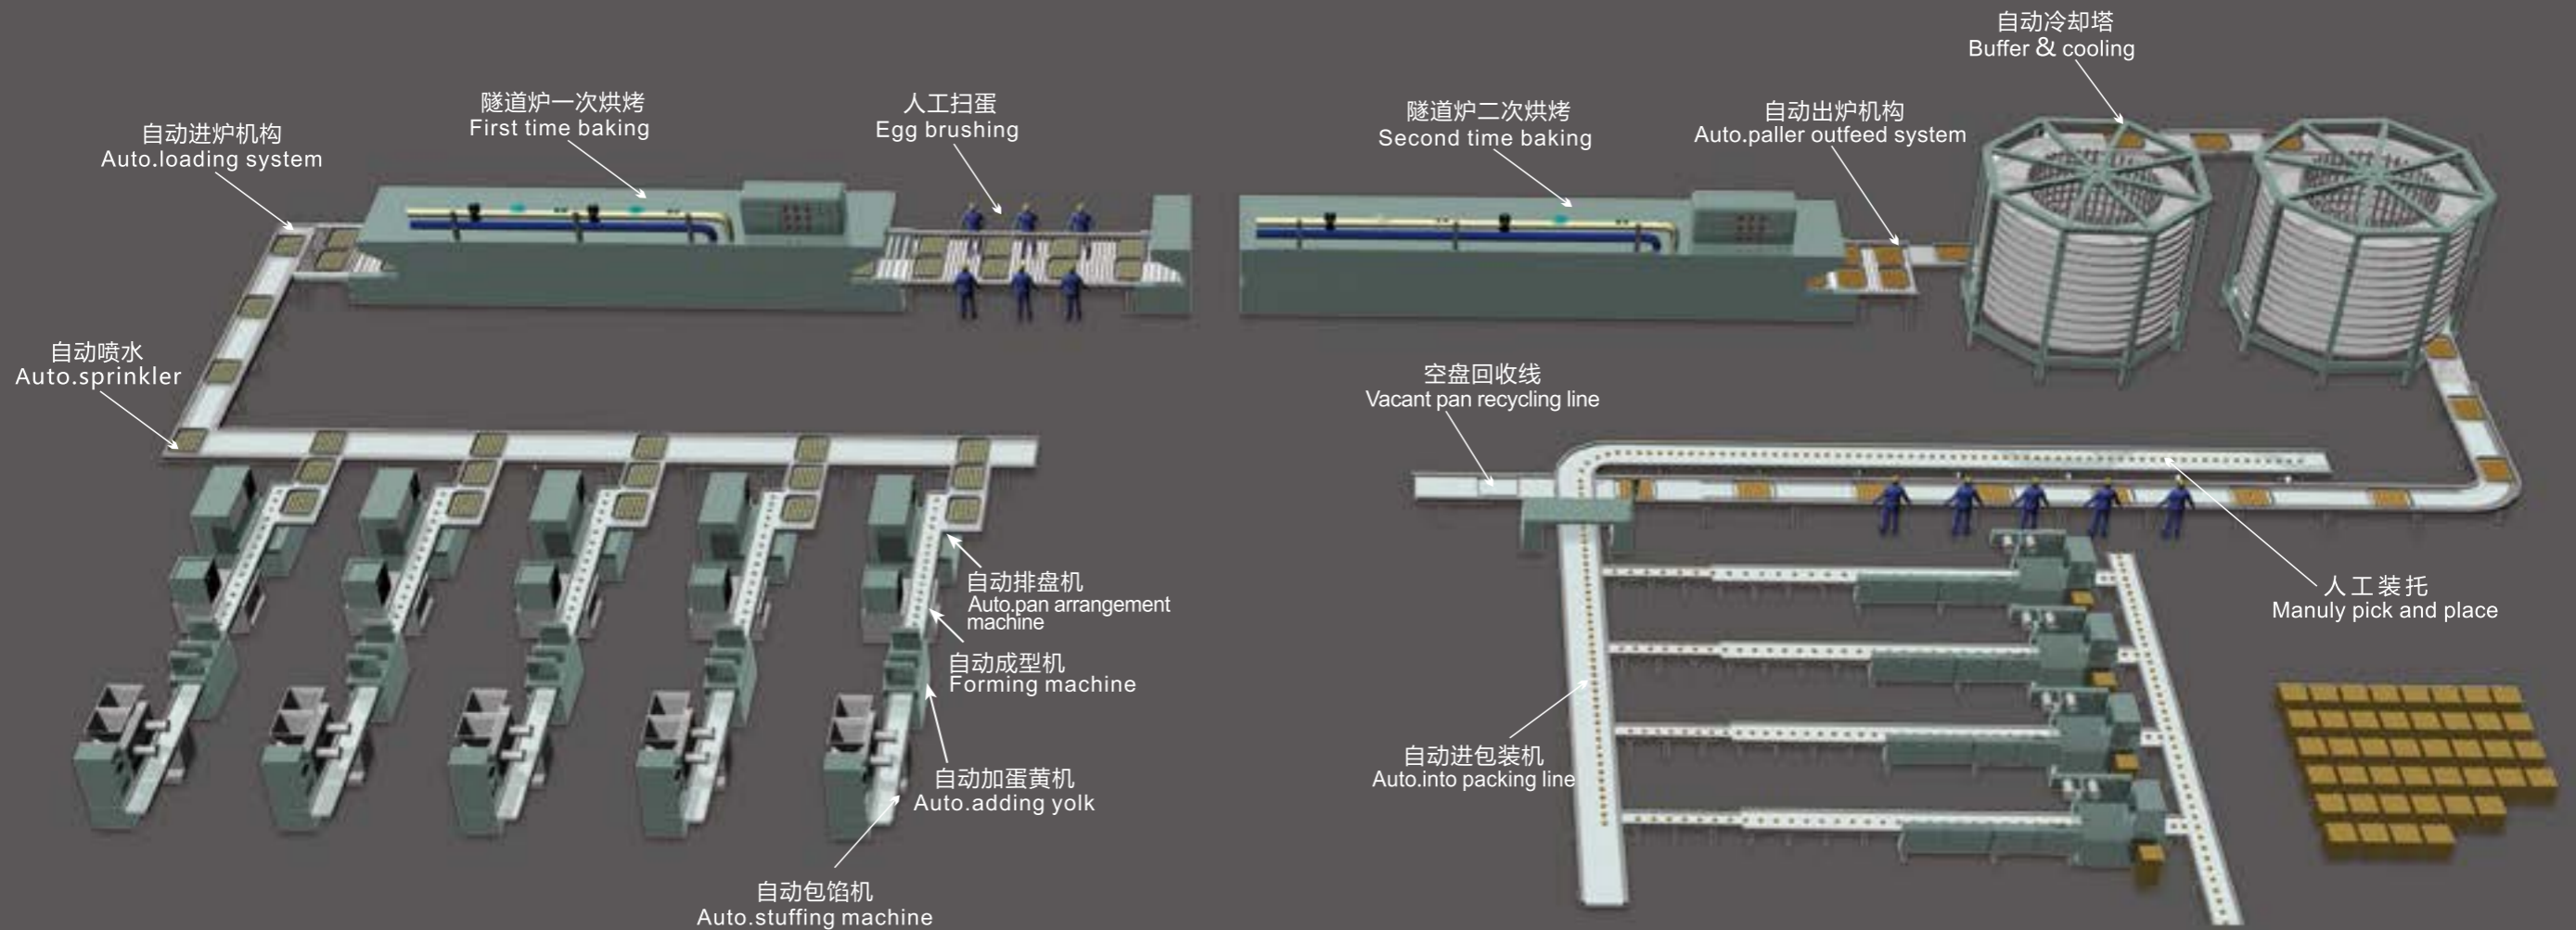 自动冷却塔
Buffer & cooling
隧道炉一次烘烤
First time baking
人工扫蛋
Egg brushing
隧道炉二次烘烤
Second time baking
自动出炉机构
Auto.paller outfeed system
自动进炉机构
Auto.loading system
自动喷水
Auto.sprinkler
空盘回收线
Vacant pan recycling line
自动排盘机
Auto.pan arrangement
machine
人工装托
Manuly pick and place
自动成型机
Forming machine
自动进包装机
Auto.into packing line
自动加蛋黄机
Auto.adding yolk
自动包馅机
Auto.stuffing machine